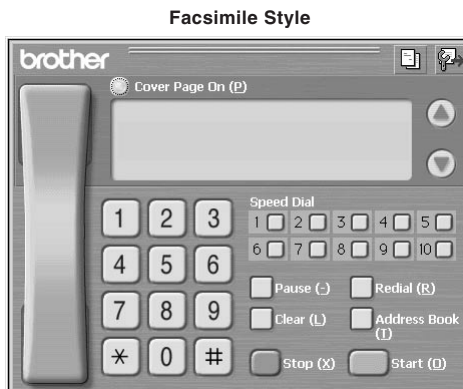 Facsimile Style
brother
Cover Page On (P)
Speed Dial
1 2 3 4 5
6 7 8 9 10
1 2 3
4 5 6
7 8 9
* 0 #
Pause (-) Redial (R)
Clear (L) Address Book (I)
Stop (X) Start (O)